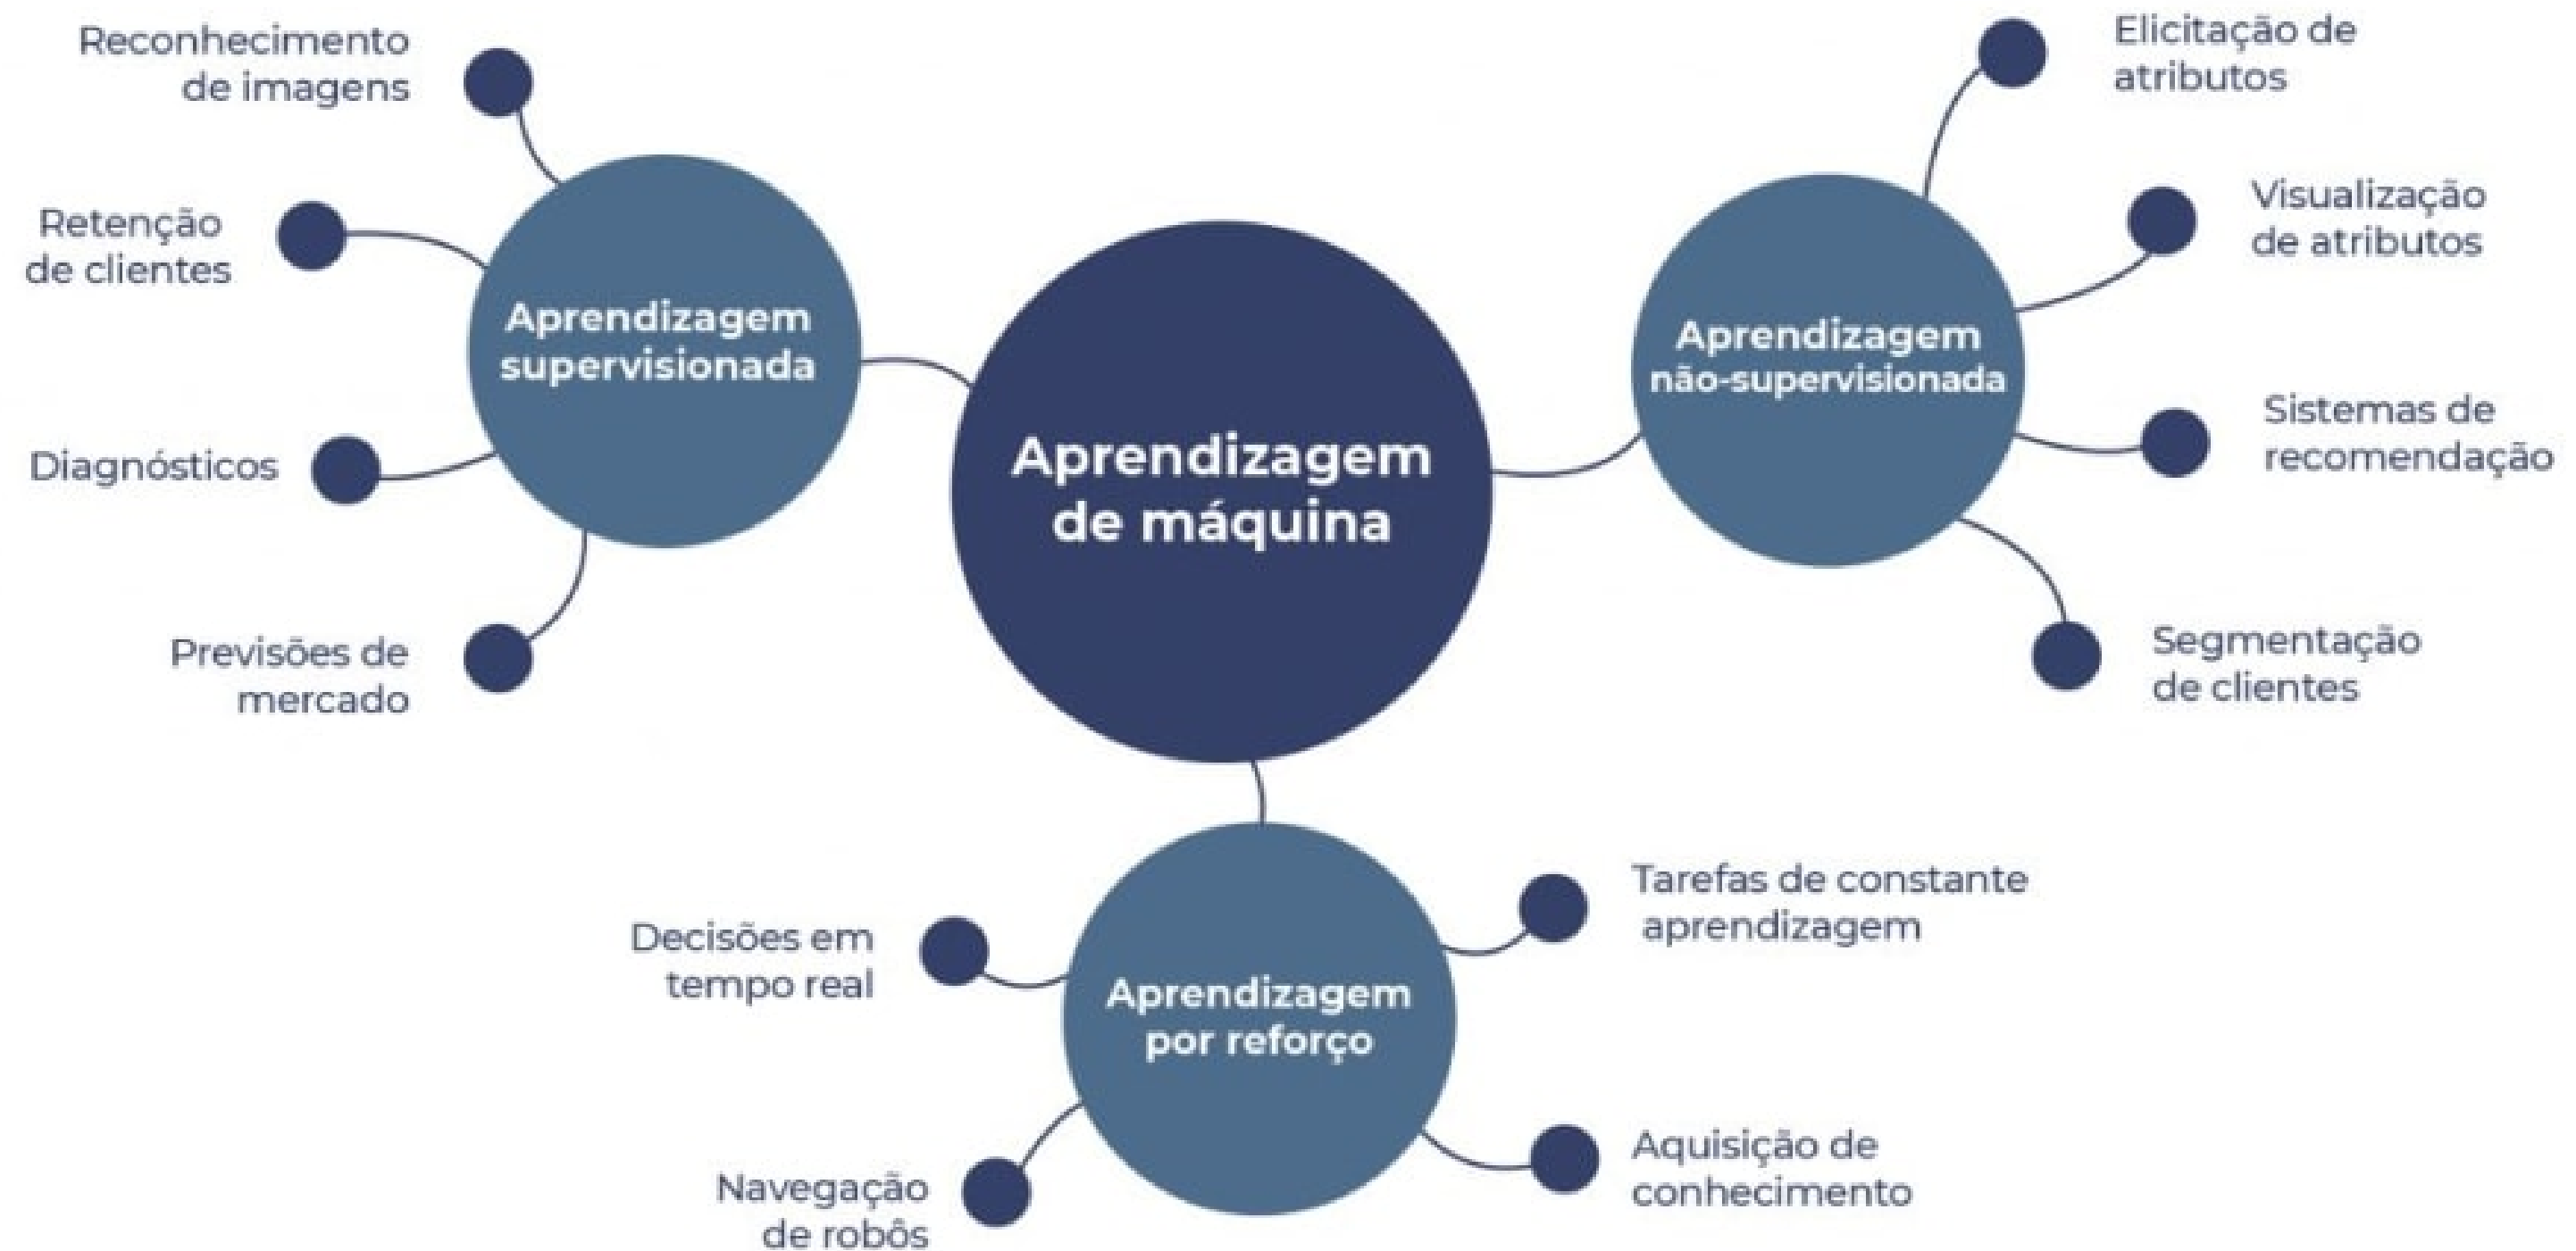 Reconhecimento
de imagens
Retenção
de clientes
Diagnósticos
Previsões de
mercado
Aprendizagem
supervisionada
Aprendizagem
de máquina
Aprendizagem
não-supervisionada
Elicitação de
atributos
Visualização
de atributos
Sistemas de
recomendação
Segmentação
de clientes
Aprendizagem
por reforço
Decisões em
tempo real
Navegação
de robôs
Tarefas de constante
aprendizagem
Aquisição de
conhecimento